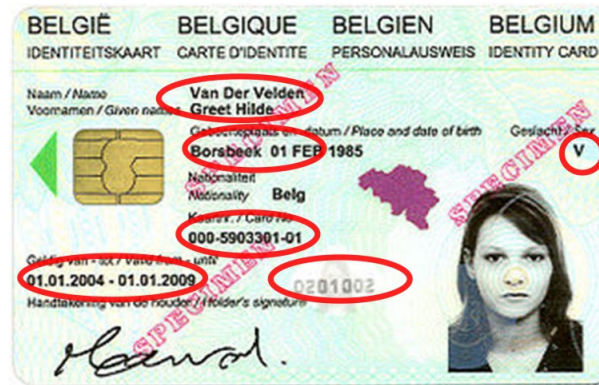 BELGIË BELGIQUE BELGIEN BELGIUM
IDENTITEITSKAART CARTE D'IDENTITE PERSONALAUSWEIS IDENTITY CARD
Naam / Name Van Der Velden
Voornamen / Given names Greet Hilde
Geboorteplaats en datum / Place and date of birth Geslacht / Sex
Borsbeek 01 FEB 1985 V
Nationaliteit
Nationality Belg
Kaartnr. / Card No
000-5903301-01
Geldig van - tot / Valid from - until
01.01.2004 - 01.01.2009
0201002
Handtekening van de houder / Holder's signature
SPECIMEN
SPECIMEN
SPECIMEN